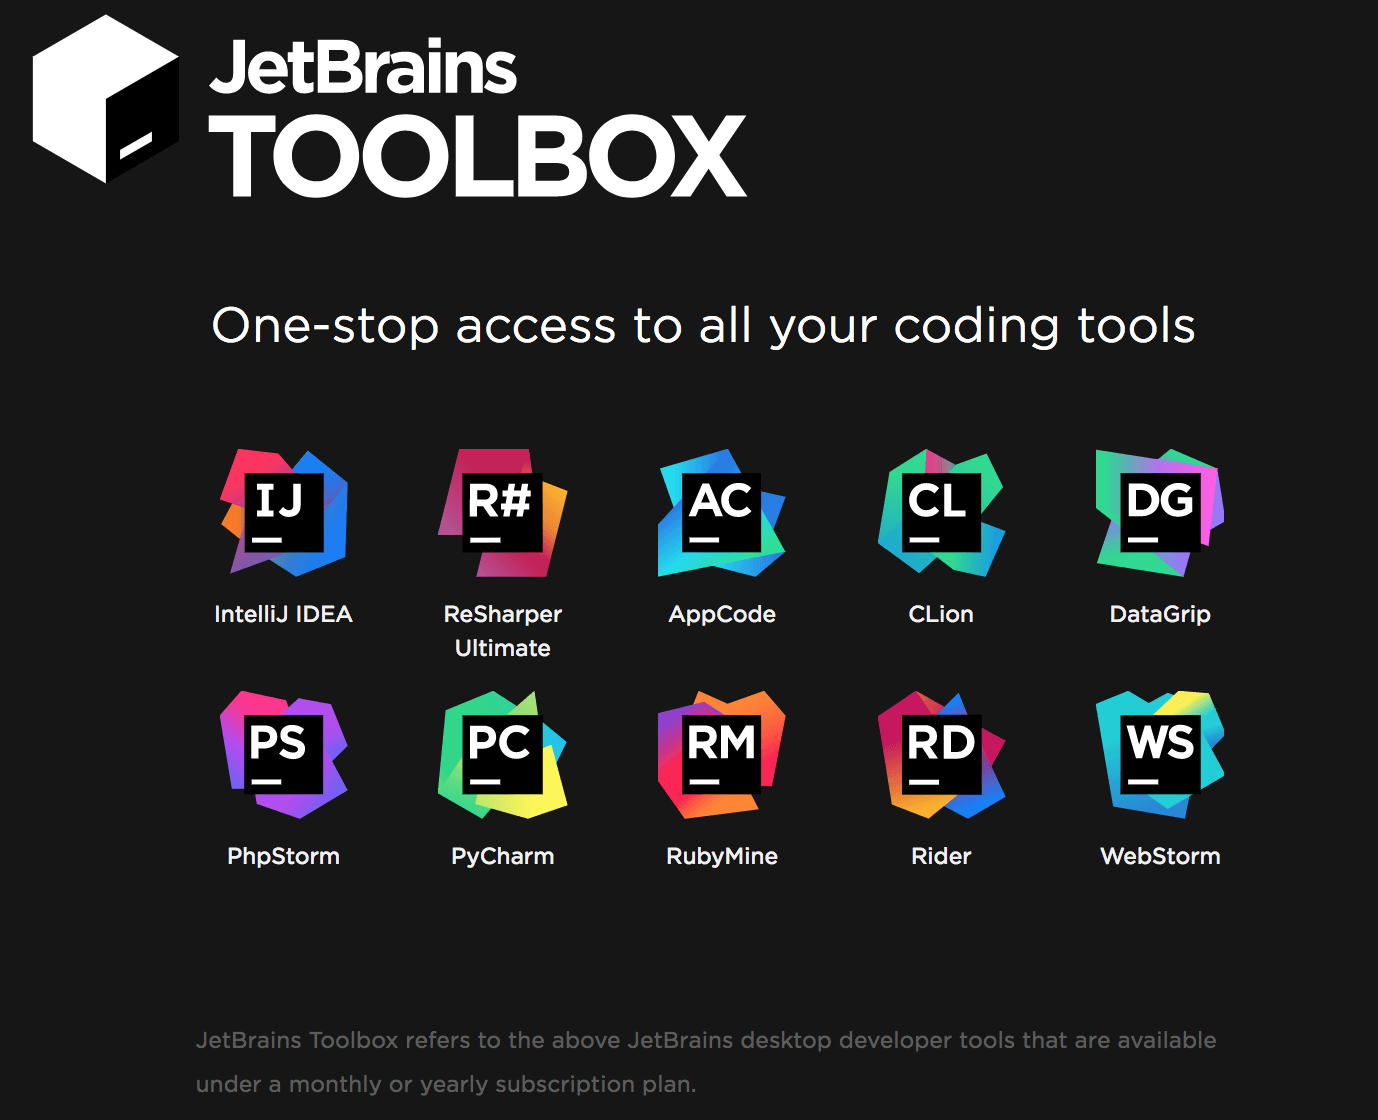 JetBrains
TOOLBOX
One-stop access to all your coding tools
IJ
R#
AC
CL
DG
IntelliJ IDEA
ReSharper
Ultimate
AppCode
CLion
DataGrip
PS
PC
RM
RD
WS
PhpStorm
PyCharm
RubyMine
Rider
WebStorm
JetBrains Toolbox refers to the above JetBrains desktop developer tools that are available
under a monthly or yearly subscription plan.